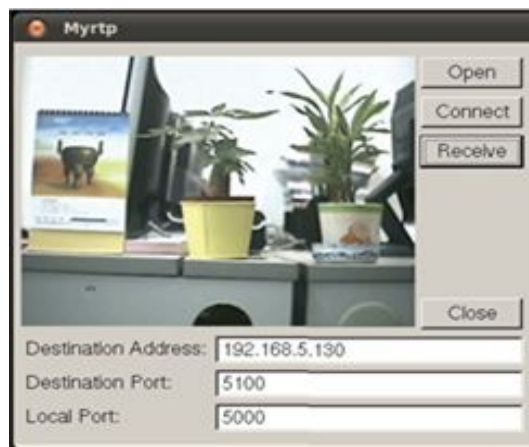 Myrtp
Open
Connect
Receive
Close
Destination Address: 192.168.5.130
Destination Port: 5100
Local Port: 5000